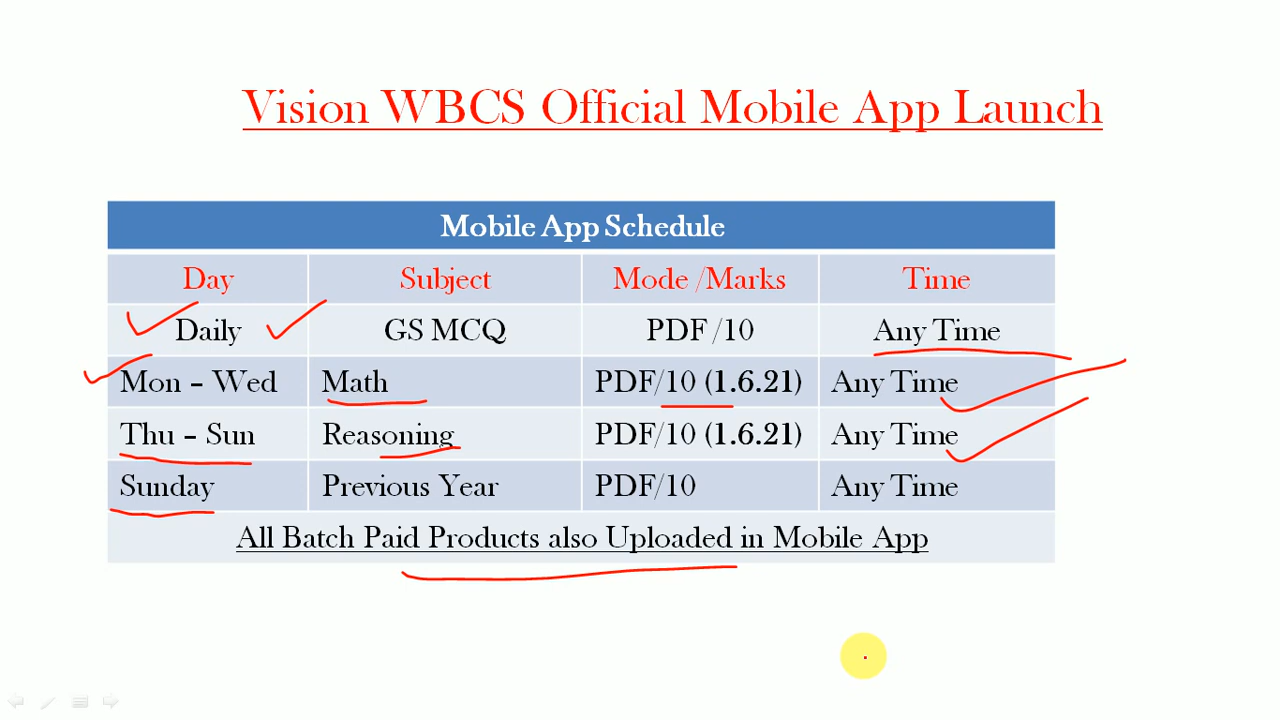 Vision WBCS Official Mobile App Launch
Mobile App Schedule
Day Subject Mode /Marks Time
Daily GS MCQ PDF /10 Any Time
Mon – Wed Math PDF/10 (1.6.21) Any Time
Thu – Sun Reasoning PDF/10 (1.6.21) Any Time
Sunday Previous Year PDF/10 Any Time
All Batch Paid Products also Uploaded in Mobile App